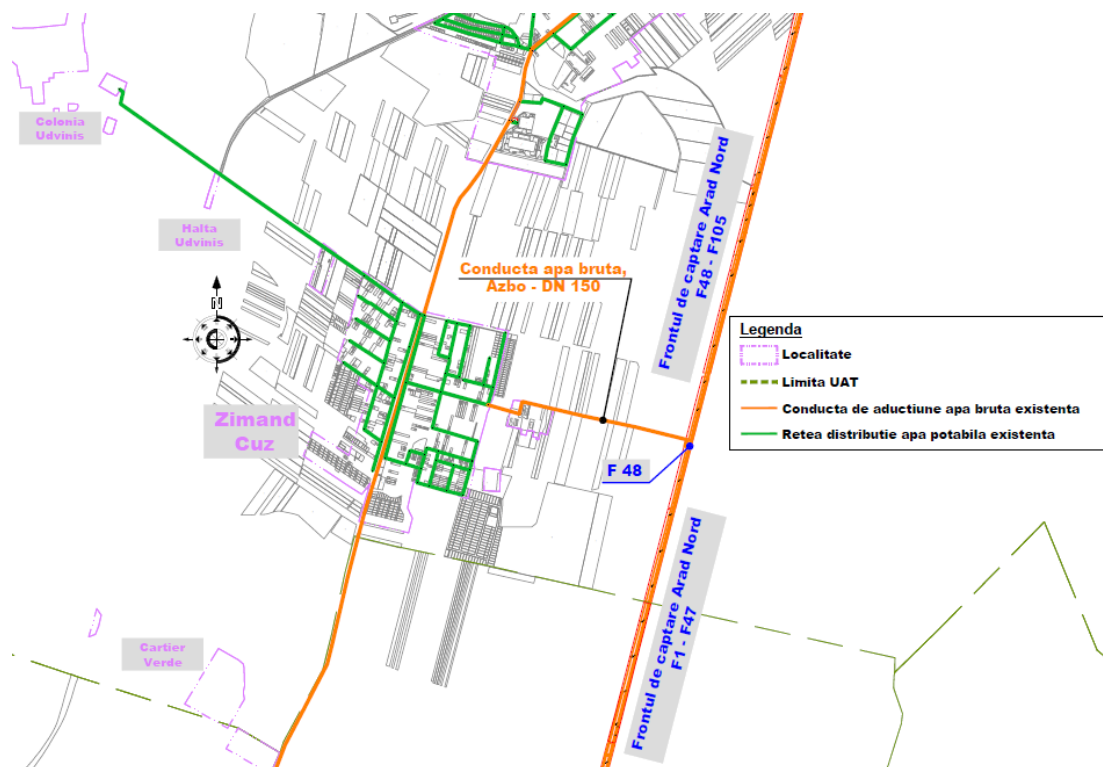 Colonia
Udvinis
Halta
Udvinis
Conducta apa bruta,
Azbo - DN 150
Frontul de captare Arad Nord
F48 - F105
Legenda
Localitate
Limita UAT
Conducta de aductiune apa bruta existenta
Retea distributie apa potabila existenta
Zimand
Cuz
F 48
Frontul de captare Arad Nord
F1 - F47
Cartier
Verde